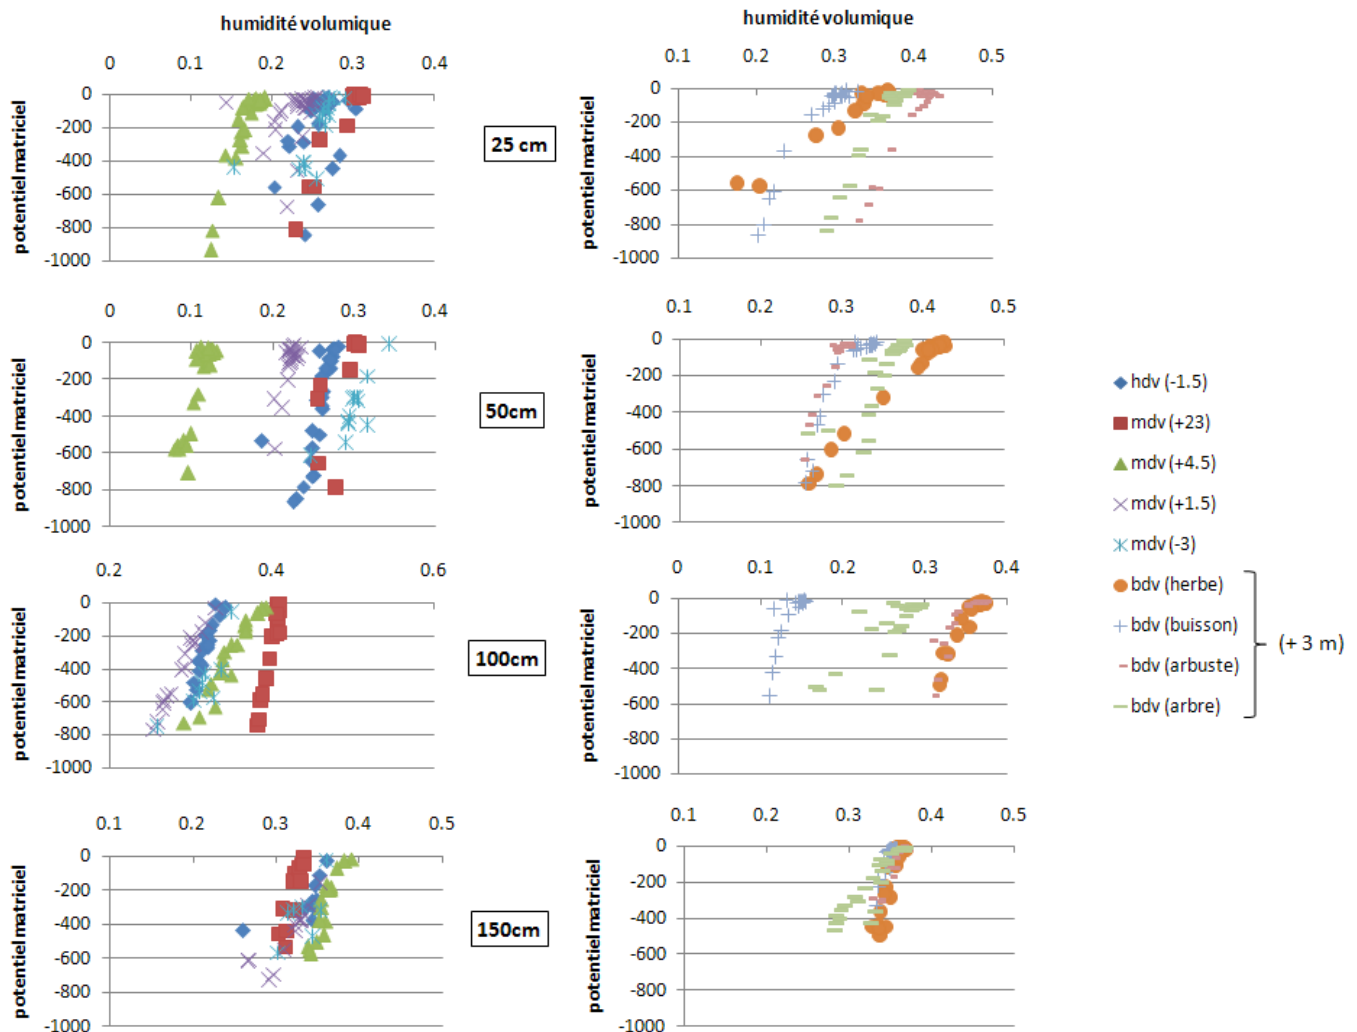 humidité volumique
0 0.1 0.2 0.3 0.4
0
-200
-400
-600
-800
-1000
potentiel matriciel
humidité volumique
0.1 0.2 0.3 0.4 0.5
0
-200
-400
-600
-800
-1000
potentiel matriciel
25 cm
0 0.1 0.2 0.3 0.4
0
-200
-400
-600
-800
-1000
potentiel matriciel
0.1 0.2 0.3 0.4 0.5
0
-200
-400
-600
-800
-1000
potentiel matriciel
50cm
0.2 0.4 0.6
0
-200
-400
-600
-800
-1000
potentiel matriciel
0 0.1 0.2 0.3 0.4
0
-200
-400
-600
-800
-1000
potentiel matriciel
100cm
0.1 0.2 0.3 0.4 0.5
0
-200
-400
-600
-800
-1000
potentiel matriciel
0.1 0.2 0.3 0.4 0.5
0
-200
-400
-600
-800
-1000
potentiel matriciel
150cm
hdv (-1.5)
mdv (+23)
mdv (+4.5)
mdv (+1.5)
mdv (-3)
bdv (herbe)
bdv (buisson)
bdv (arbuste)
bdv (arbre)
(+ 3 m)